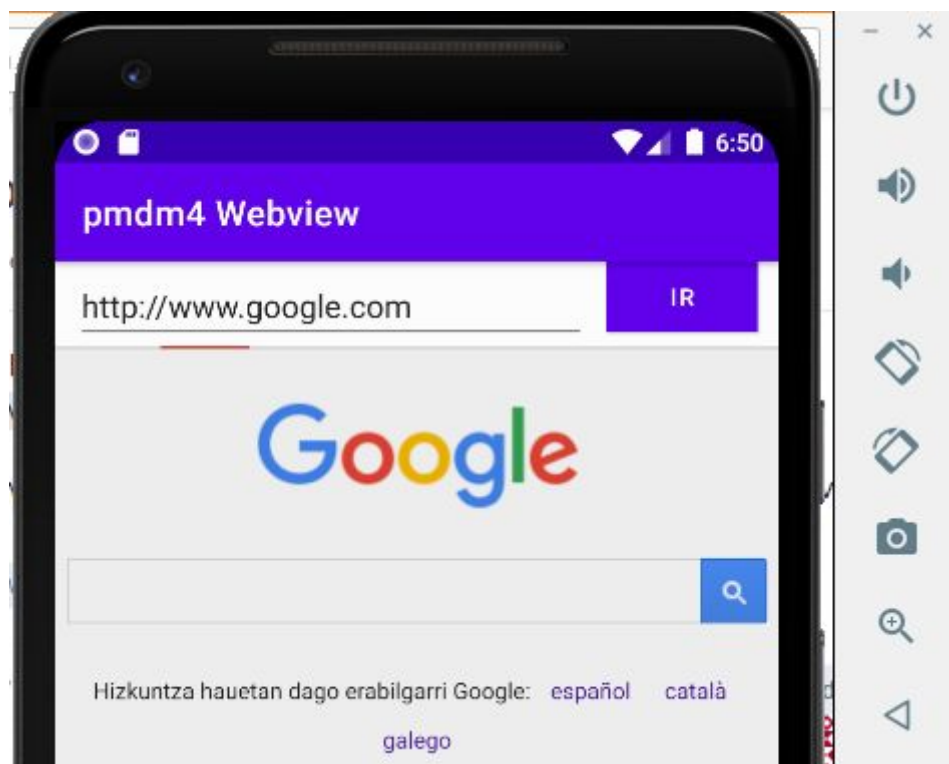 6:50
pmdm4 Webview
http://www.google.com
IR
Google
Hizkuntza hauetan dago erabilgarri Google: español català
galego